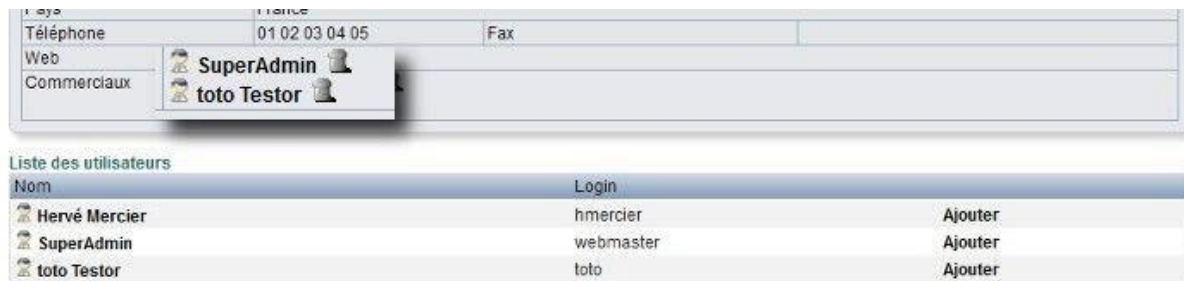 Pays France
Téléphone 01 02 03 04 05 Fax
Web
SuperAdmin
Commerciaux
toto Testor
Liste des utilisateurs
Nom Login
Hervé Mercier hmercier Ajouter
SuperAdmin webmaster Ajouter
toto Testor toto Ajouter